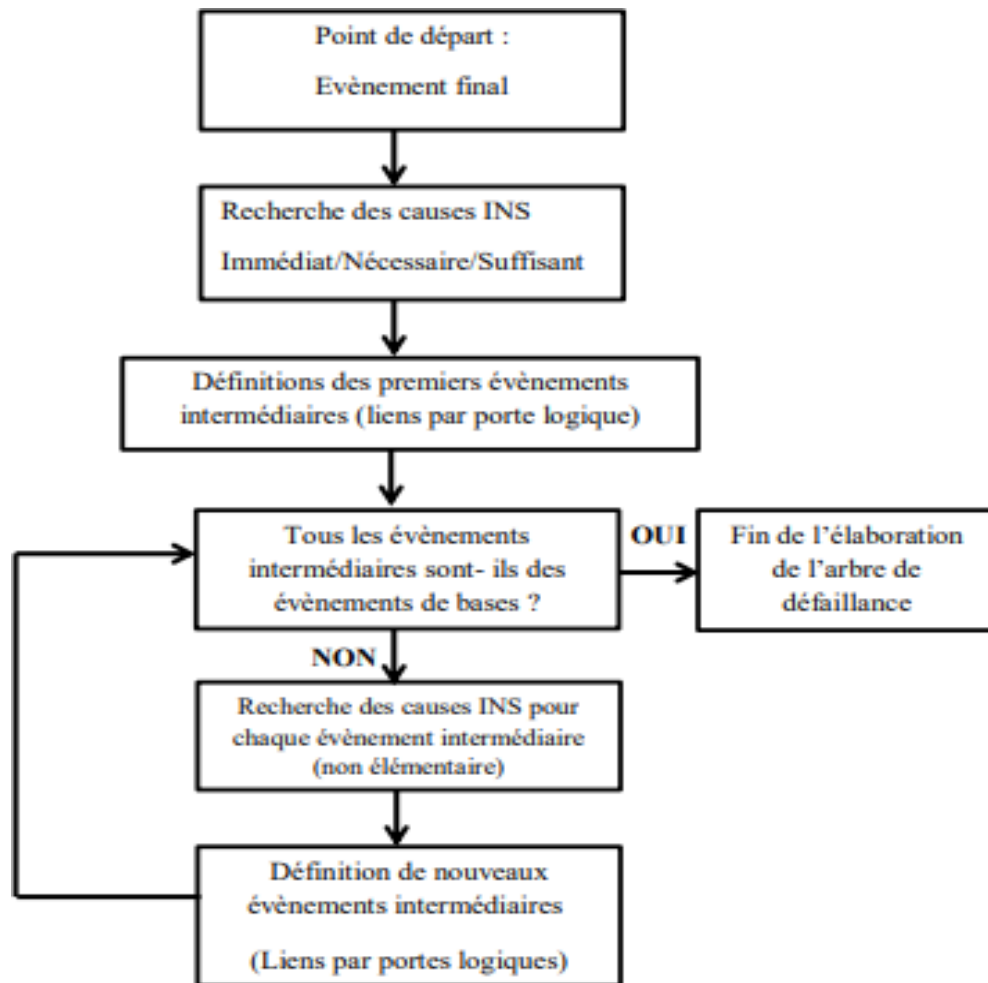 Point de départ :
Evènement final
Recherche des causes INS
Immédiat/Nécessaire/Suffisant
Définitions des premiers évènements
intermédiaires (liens par porte logique)
Tous les évènements
intermédiaires sont- ils des
évènements de bases ?
OUI
Fin de l’élaboration
de l’arbre de
défaillance
NON
Recherche des causes INS pour
chaque évènement intermédiaire
(non élémentaire)
Définition de nouveaux
évènements intermédiaires
(Liens par portes logiques)